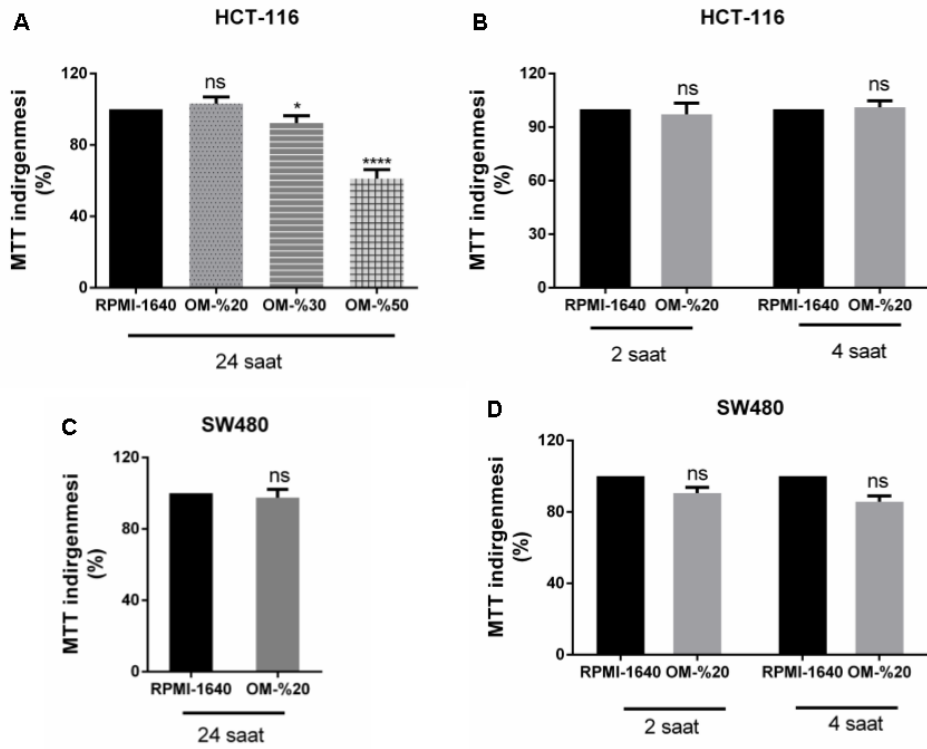 A
HCT-116
MTT indirgenmesi
(%)
120
80
40
0
ns
*
****
RPMI-1640 OM-%20 OM-%30 OM-%50
24 saat
B
HCT-116
MTT indirgenmesi
(%)
120
90
60
30
0
ns
ns
RPMI-1640 OM-%20 RPMI-1640 OM-%20
2 saat 4 saat
C
SW480
MTT indirgenmesi
(%)
120
80
40
0
ns
RPMI-1640 OM-%20
24 saat
D
SW480
MTT indirgenmesi
(%)
120
80
40
0
ns
ns
RPMI-1640 OM-%20 RPMI-1640 OM-%20
2 saat 4 saat